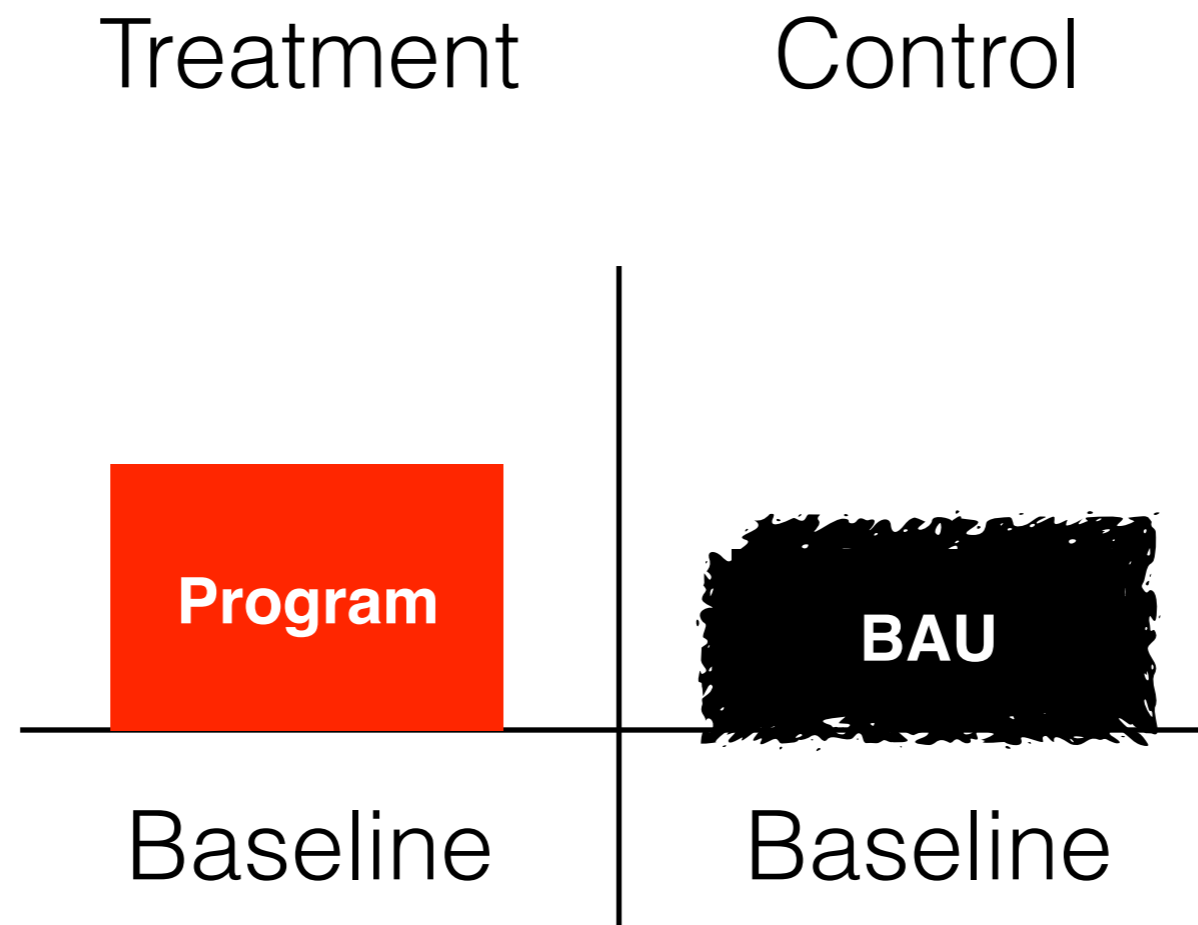 Treatment
Control
Program
BAU
Baseline
Baseline